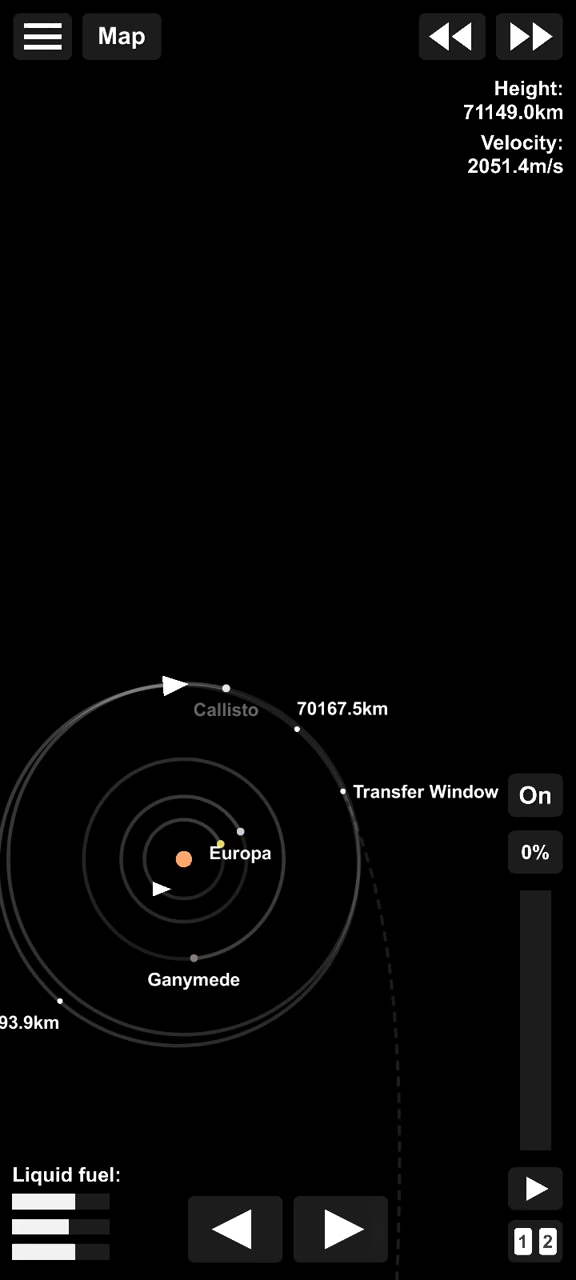 Map
Height:
71149.0km
Velocity:
2051.4m/s
Callisto
70167.5km
Transfer Window
On
0%
Europa
Ganymede
93.9km
Liquid fuel:
1 2